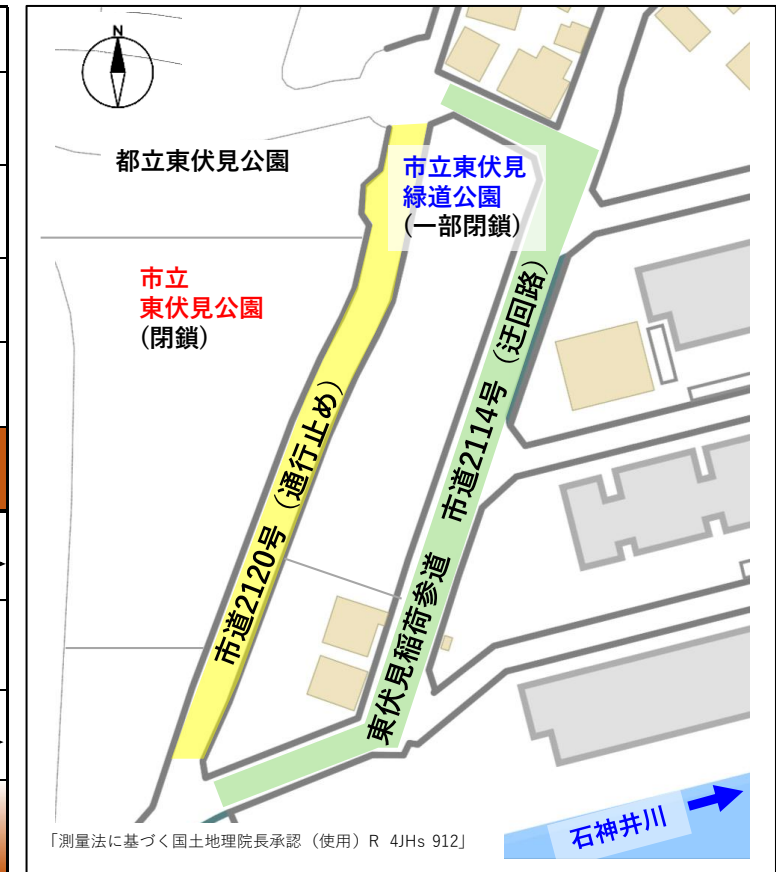 N
都立東伏見公園
市立東伏見
緑道公園
(一部閉鎖)
市立
東伏見公園
(閉鎖)
市道2120号（通行止め）
東伏見稲荷参道　市道2114号（迂回路）
石神井川
「測量法に基づく国土地理院長承認（使用）R 4JHs 912」